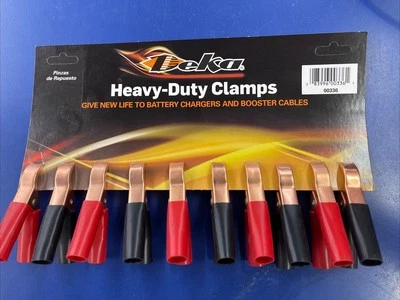 Deka
Pinzas
de Repuesto
Heavy-Duty Clamps
GIVE NEW LIFE TO BATTERY CHARGERS AND BOOSTER CABLES
00336